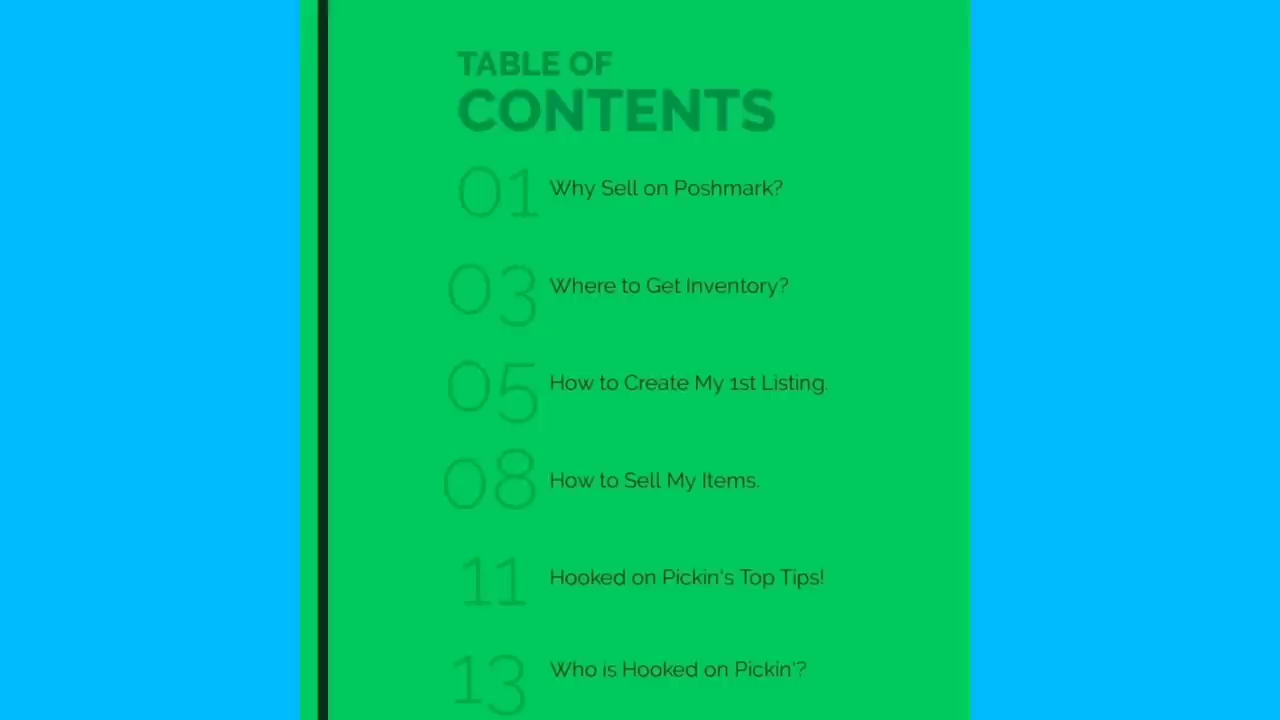 TABLE OF
CONTENTS
01 Why Sell on Poshmark?
03 Where to Get Inventory?
05 How to Create My 1st Listing.
08 How to Sell My Items.
11 Hooked on Pickin's Top Tips!
13 Who is Hooked on Pickin'?